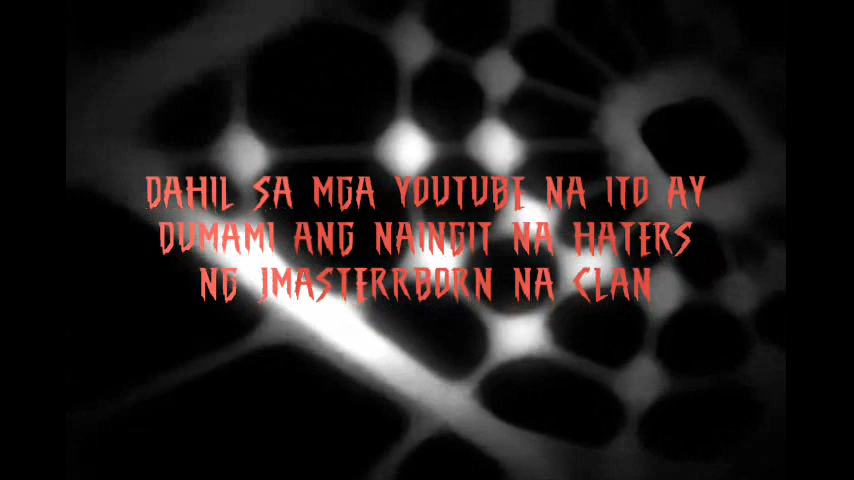 DAHIL SA MGA YOUTUBE NA ITO AY
DUMAMI ANG NAINGIT NA HATERS
NG JMASTERRBORN NA CLAN